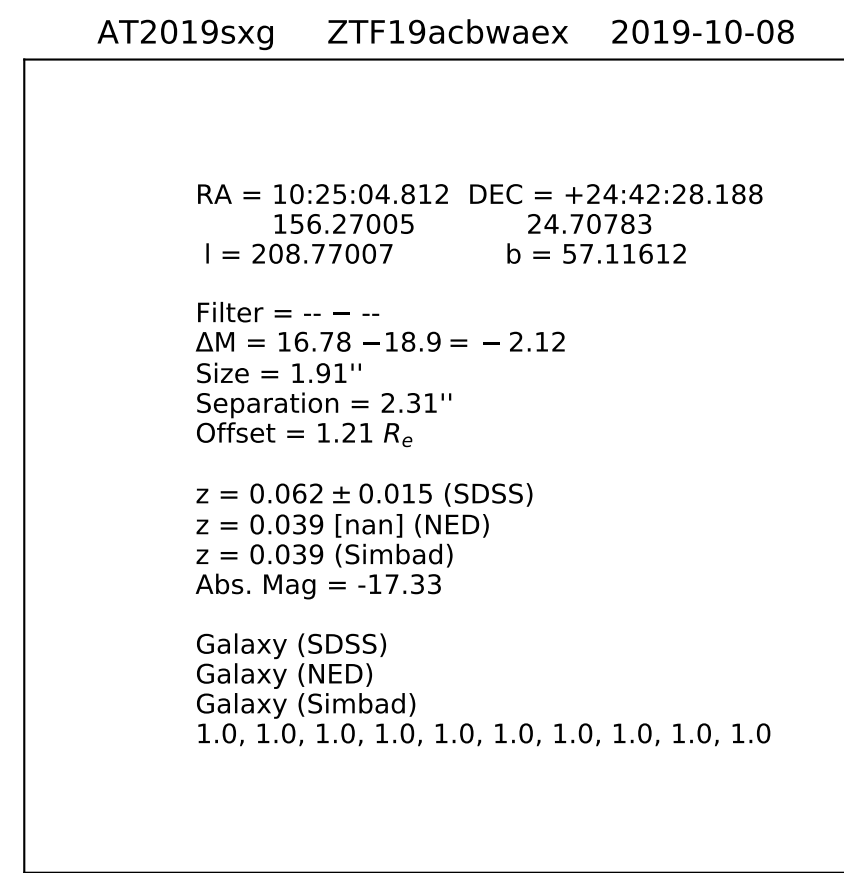 AT2019sxg ZTF19acbwaex 2019-10-08
RA = 10:25:04.812 DEC = +24:42:28.188
156.27005 24.70783
l = 208.77007 b = 57.11612
Filter = -- − --
ΔM = 16.78 −18.9 = − 2.12
Size = 1.91''
Separation = 2.31''
Offset = 1.21 Rₑ
z = 0.062 ± 0.015 (SDSS)
z = 0.039 [nan] (NED)
z = 0.039 (Simbad)
Abs. Mag = -17.33
Galaxy (SDSS)
Galaxy (NED)
Galaxy (Simbad)
1.0, 1.0, 1.0, 1.0, 1.0, 1.0, 1.0, 1.0, 1.0, 1.0